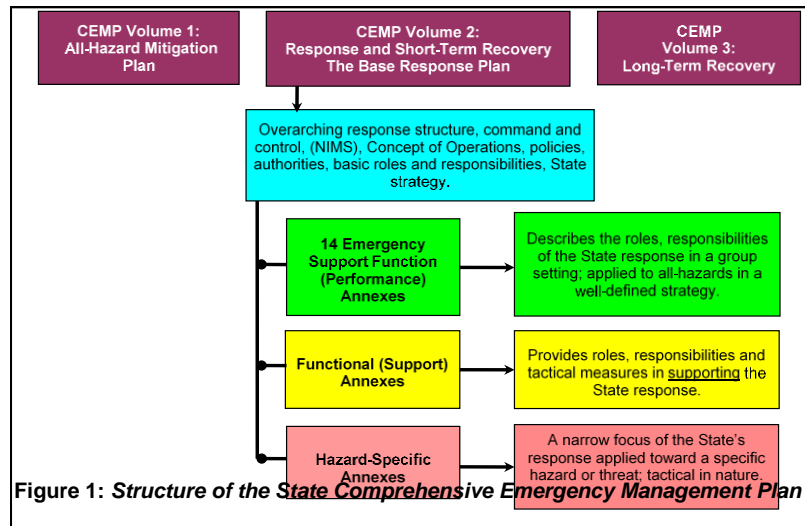 CEMP Volume 1:
All-Hazard Mitigation
Plan
CEMP Volume 2:
Response and Short-Term Recovery
The Base Response Plan
CEMP
Volume 3:
Long-Term Recovery
Overarching response structure, command and
control, (NIMS), Concept of Operations, policies,
authorities, basic roles and responsibilities, State
strategy.
14 Emergency
Support Function
(Performance)
Annexes
Describes the roles, responsibilities
of the State response in a group
setting; applied to all-hazards in a
well-defined strategy.
Functional (Support)
Annexes
Provides roles, responsibilities and
tactical measures in supporting the
State response.
Hazard-Specific
Annexes
A narrow focus of the State's
response applied toward a specific
hazard or threat; tactical in nature.
Figure 1: Structure of the State Comprehensive Emergency Management Plan